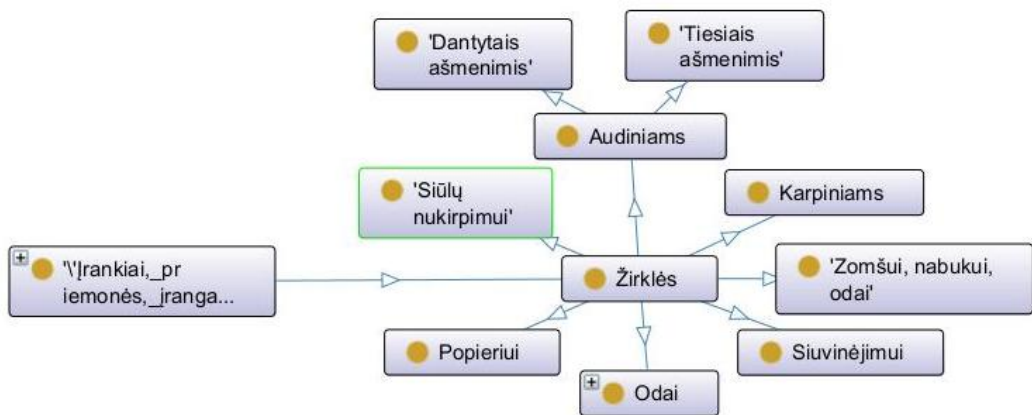 'Dantytais
ašmenimis'
'Tiesiais
ašmenimis'
Audiniams
'Siūlų
nukirpimui'
Karpiniams
'\'Įrankiai,_pr
iemonės,_įranga...
Žirklės
'Zomšui, nabukui,
odai'
Popieriui
Siuvinėjimui
Odai